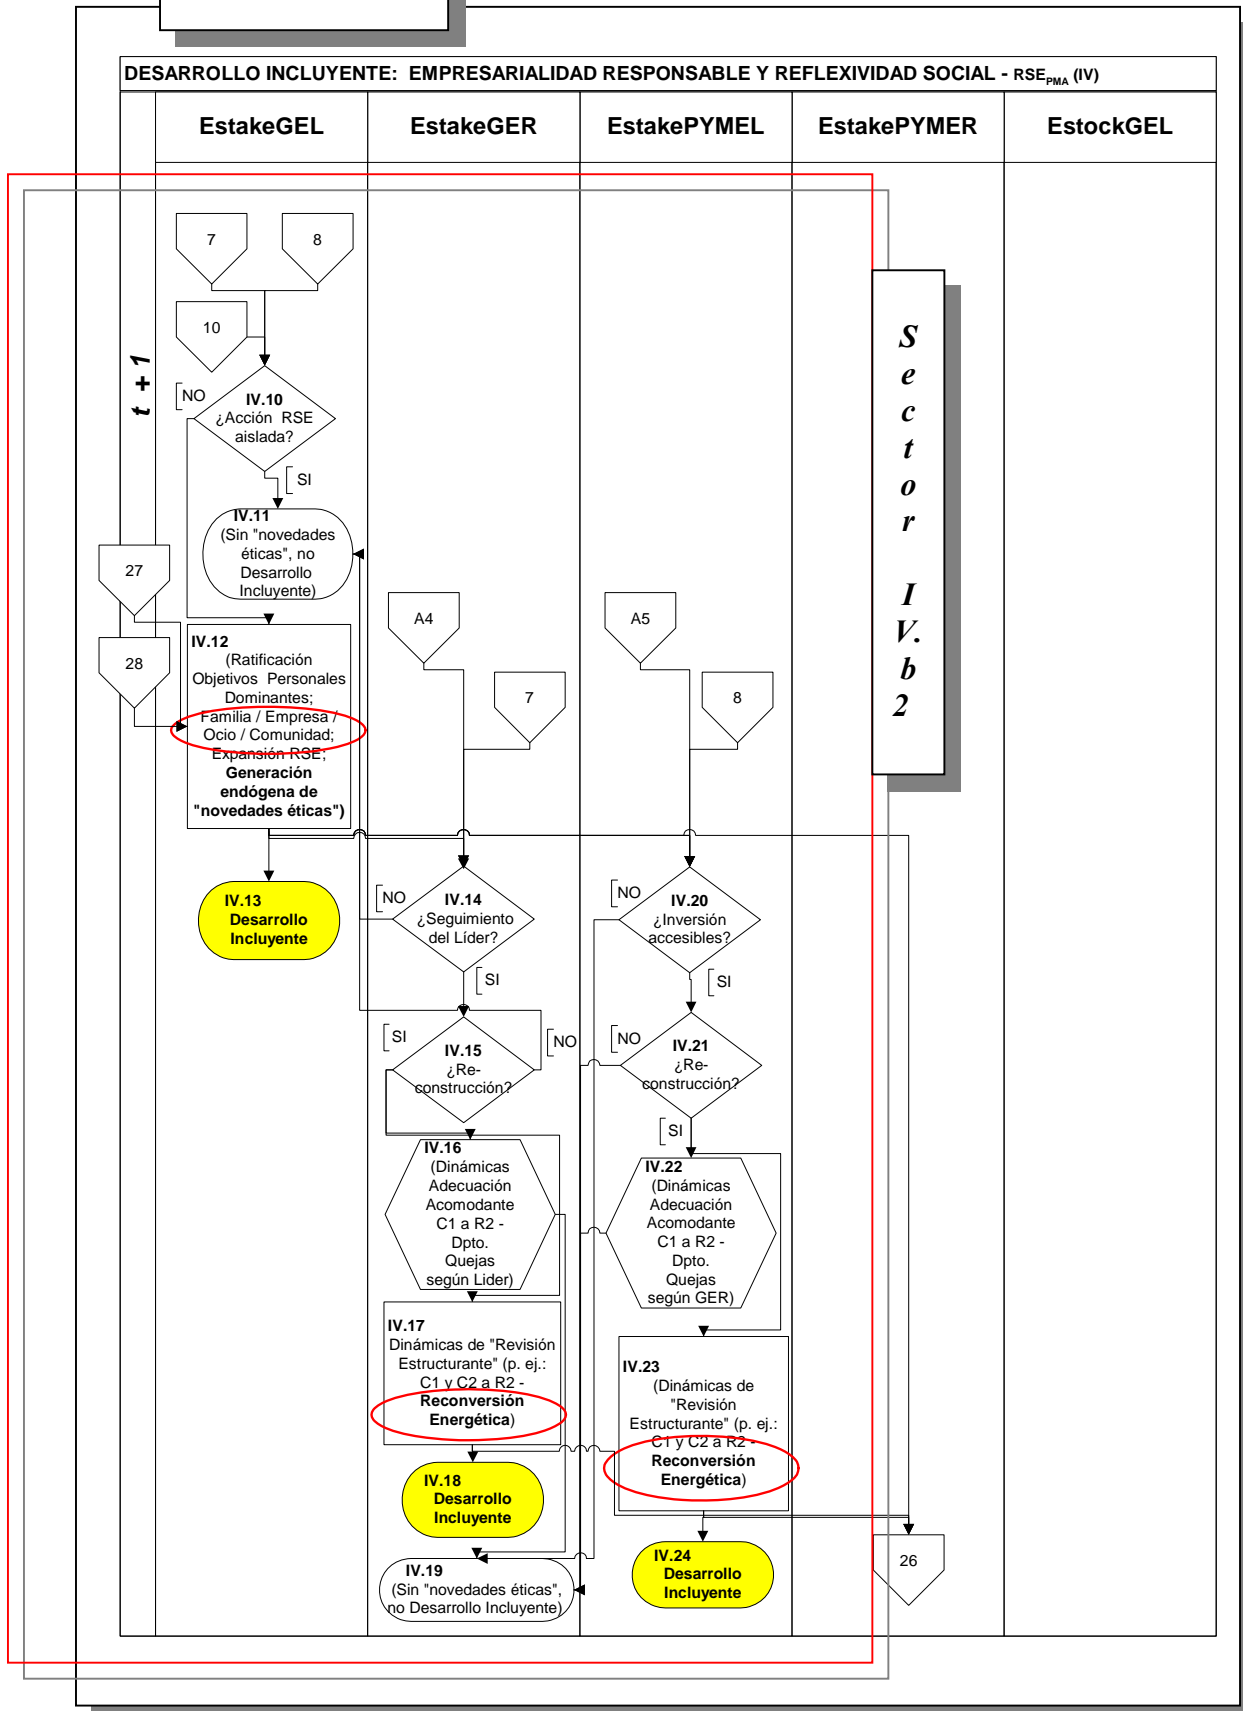 DESARROLLO INCLUYENTE: EMPRESARIALIDAD RESPONSABLE Y REFLEXIVIDAD SOCIAL - RSE PMA (IV)
EstakeGEL
EstakeGER
EstakePYMEL
EstakePYMER
EstockGEL
t + 1
7
8
10
NO
IV.10
¿Acción RSE
aislada?
SI
IV.11
(Sin "novedades
éticas", no
Desarrollo
Incluyente)
27
28
IV.12
(Ratificación
Objetivos Personales
Dominantes;
Familia / Empresa /
Ocio / Comunidad;
Expansión RSE;
Generación
endógena de
"novedades éticas")
IV.13
Desarrollo
Incluyente
A4
7
NO
IV.14
¿Seguimiento
del Líder?
SI
SI
IV.15
¿Re-
construcción?
NO
IV.16
(Dinámicas
Adecuación
Acomodante
C1 a R2 -
Dpto.
Quejas
según Lider)
IV.17
Dinámicas de "Revisión
Estructurante" (p. ej.:
C1 y C2 a R2 -
Reconversión
Energética)
IV.18
Desarrollo
Incluyente
IV.19
(Sin "novedades éticas",
no Desarrollo Incluyente)
A5
8
NO
IV.20
¿Inversión
accesibles?
SI
NO
IV.21
¿Re-
construcción?
SI
IV.22
(Dinámicas
Adecuación
Acomodante
C1 a R2 -
Dpto.
Quejas
según GER)
IV.23
(Dinámicas de
"Revisión
Estructurante" (p. ej.:
C1 y C2 a R2 -
Reconversión
Energética)
IV.24
Desarrollo
Incluyente
26
Sector IV.b2